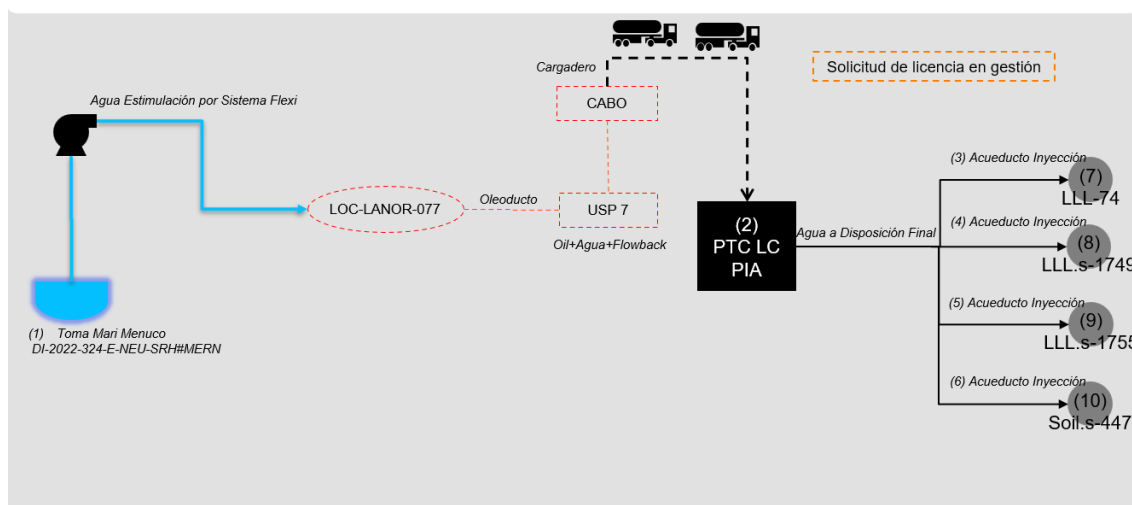 Solicitud de licencia en gestión
Cargadero
CABO
Agua Estimulación por Sistema Flexi
LOC-LANOR-077
Oleoducto
USP 7
Oil+Agua+Flowback
(2)
PTC LC
PIA
Agua a Disposición Final
(3) Acueducto Inyección
(7)
LLL-74
(4) Acueducto Inyección
(8)
LLL.s-1749
(5) Acueducto Inyección
(9)
LLL.s-1755
(6) Acueducto Inyección
(10)
Soil.s-447
(1) Toma Mari Menuco
DI-2022-324-E-NEU-SRH#MERN